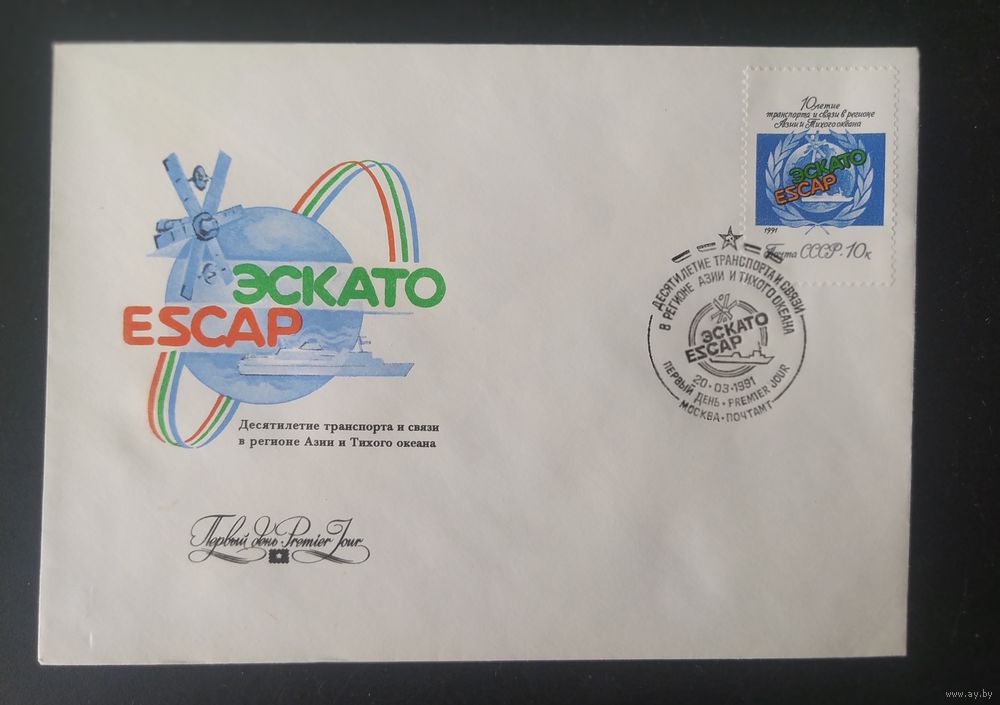 ЭСКАТО
ESCAP
Десятилетие транспорта и связи
в регионе Азии и Тихого океана
Первый день · Premier Jour
10летие
транспорта и связи в регионе
Азии и Тихого океана
ЭСКАТО
ESCAP
1991
Почта СССР · 10к
ДЕСЯТИЛЕТИЕ ТРАНСПОРТА И СВЯЗИ
В РЕГИОНЕ АЗИИ И ТИХОГО ОКЕАНА
ЭСКАТО
ESCAP
20·03·1991
ПЕРВЫЙ ДЕНЬ · PREMIER JOUR
МОСКВА · ПОЧТАМТ
www.ay.by